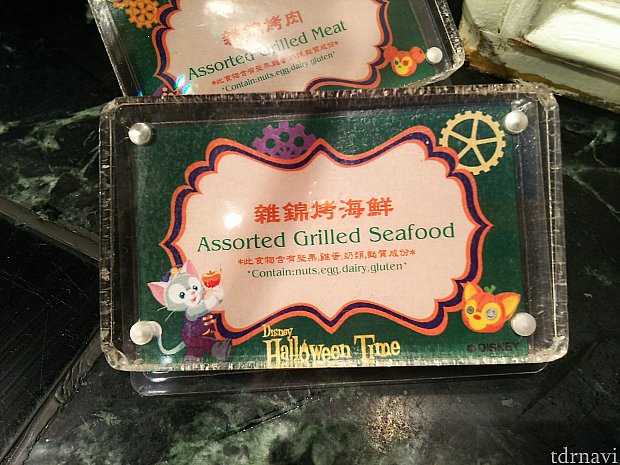 雜錦烤肉
Assorted Grilled Meat
"Contain:nuts,egg,dairy,gluten"
雜錦烤海鮮
Assorted Grilled Seafood
*此食物含有堅果,雞蛋,奶類,麩質成份*
"Contain:nuts,egg,dairy,gluten"
Disney
Halloween Time
© DISNEY
tdrnavi